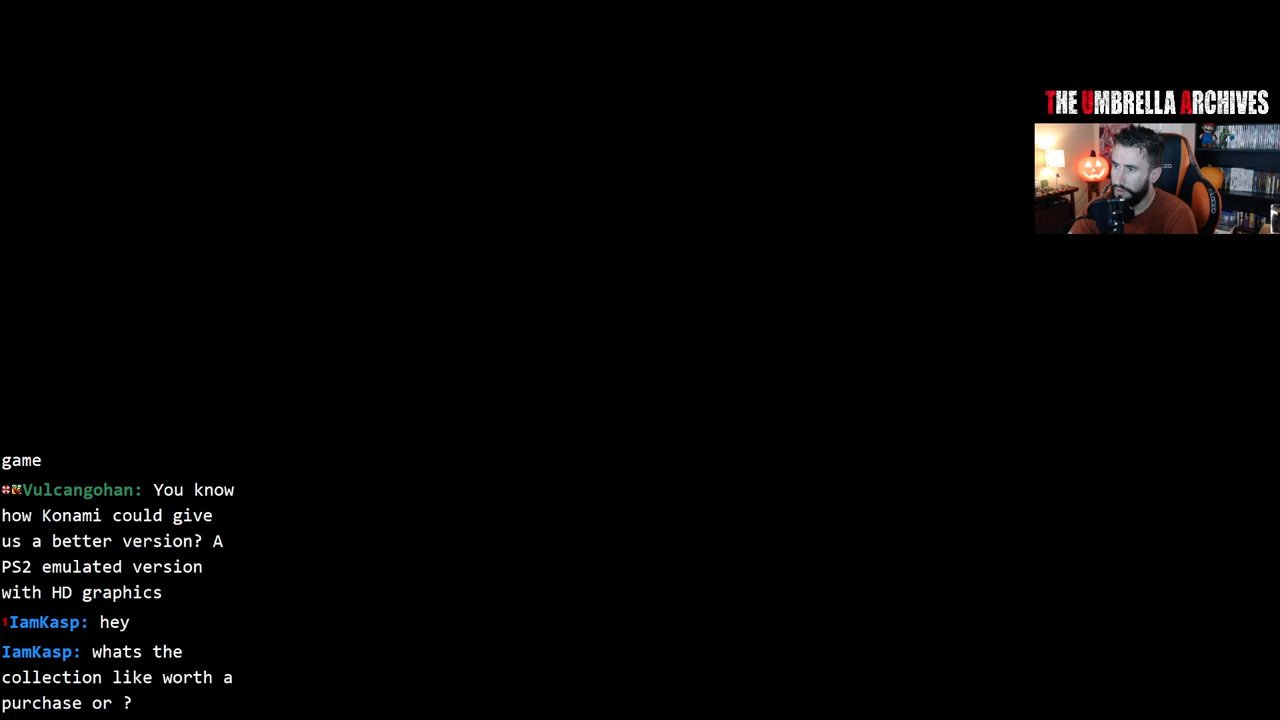 THE UMBRELLA ARCHIVES
game
Vulcangohan: You know
how Konami could give
us a better version? A
PS2 emulated version
with HD graphics
IamKasp: hey
IamKasp: whats the
collection like worth a
purchase or ?